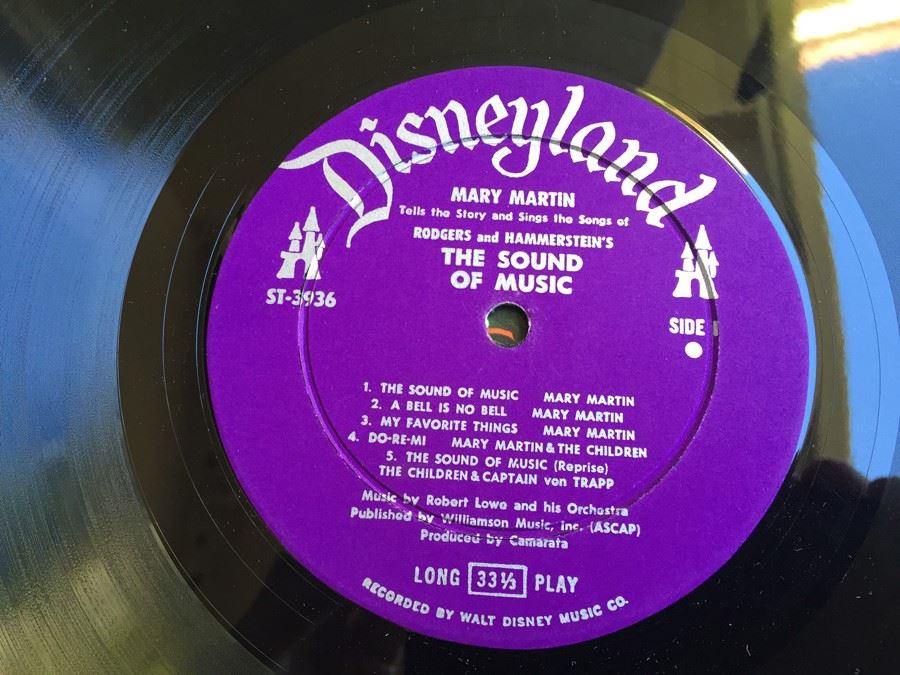 Disneyland
MARY MARTIN
Tells the Story and Sings the Songs of
RODGERS and HAMMERSTEIN'S
THE SOUND
OF MUSIC
ST-3936
SIDE
1. THE SOUND OF MUSIC MARY MARTIN
2. A BELL IS NO BELL MARY MARTIN
3. MY FAVORITE THINGS MARY MARTIN
4. DO-RE-MI MARY MARTIN & THE CHILDREN
5. THE SOUND OF MUSIC (Reprise)
THE CHILDREN & CAPTAIN von TRAPP
Music by Robert Lowe and his Orchestra
Published by Williamson Music, Inc. (ASCAP)
Produced by Camarata
LONG 33⅓ PLAY
RECORDED BY WALT DISNEY MUSIC CO.